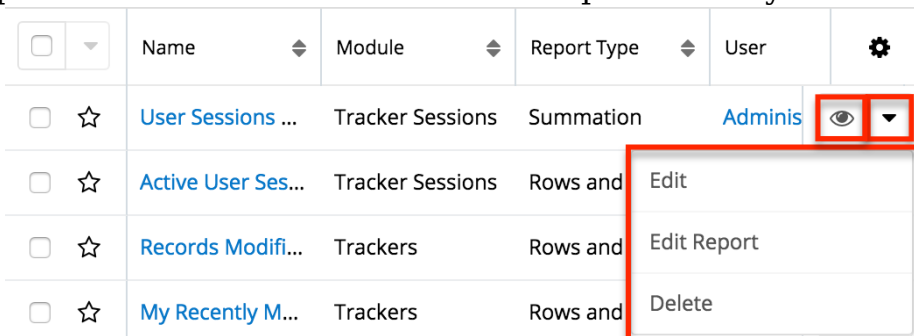 Name Module Report Type User
User Sessions ... Tracker Sessions Summation Adminis
Active User Ses... Tracker Sessions Rows and
Edit
Records Modifi... Trackers Rows and
Edit Report
My Recently M... Trackers Rows and
Delete